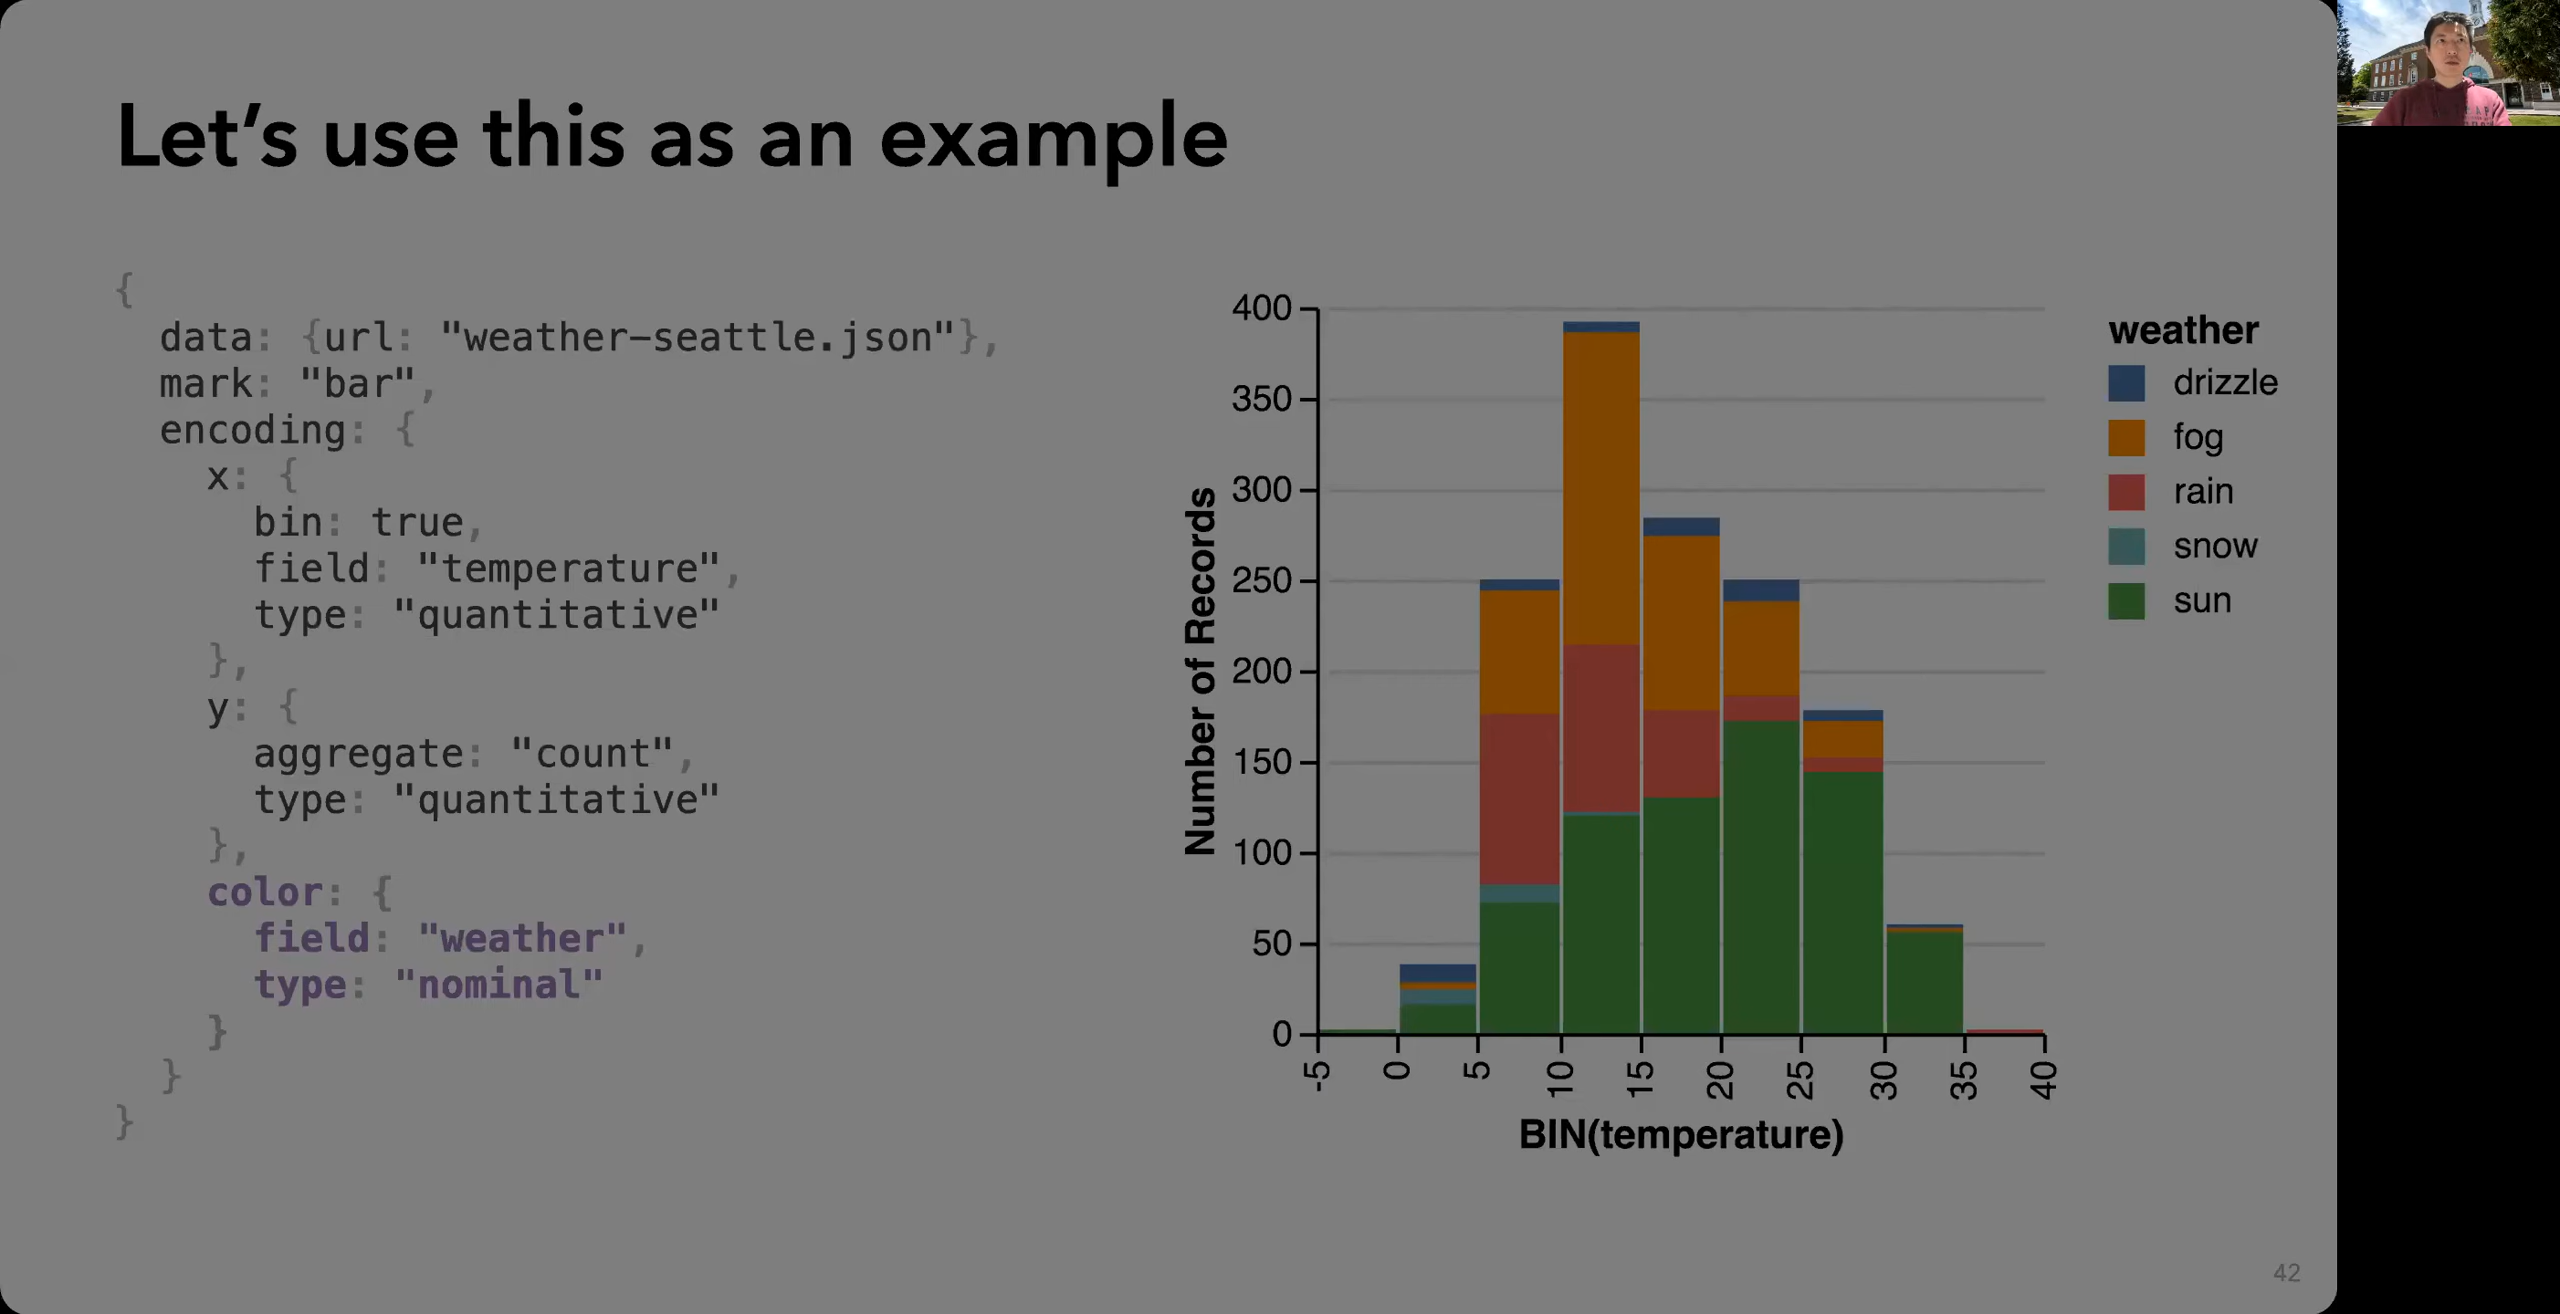 Let’s use this as an example
{
data: {url: "weather-seattle.json"},
mark: "bar",
encoding: {
x: {
bin: true,
field: "temperature",
type: "quantitative"
},
y: {
aggregate: "count",
type: "quantitative"
},
color: {
field: "weather",
type: "nominal"
}
}
}
Number of Records
400
350
300
250
200
150
100
50
0
-5
0
5
10
15
20
25
30
35
40
BIN(temperature)
weather
drizzle
fog
rain
snow
sun
42